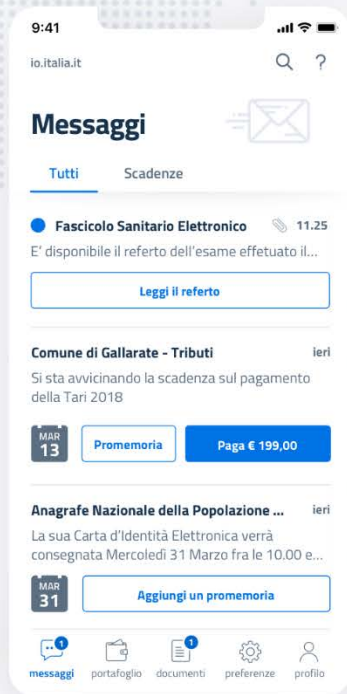 9:41
io.italia.it ?
Messaggi
Tutti Scadenze
Fascicolo Sanitario Elettronico 11.25
E' disponibile il referto dell'esame effetuato il...
Leggi il referto
Comune di Gallarate - Tributi ieri
Si sta avvicinando la scadenza sul pagamento
della Tari 2018
MAR
13 Promemoria Paga € 199,00
Anagrafe Nazionale della Popolazione ... ieri
La sua Carta d'Identità Elettronica verrà
consegnata Mercoledì 31 Marzo fra le 10.00 e...
MAR
31 Aggiungi un promemoria
1 1
messaggi portafoglio documenti preferenze profilo